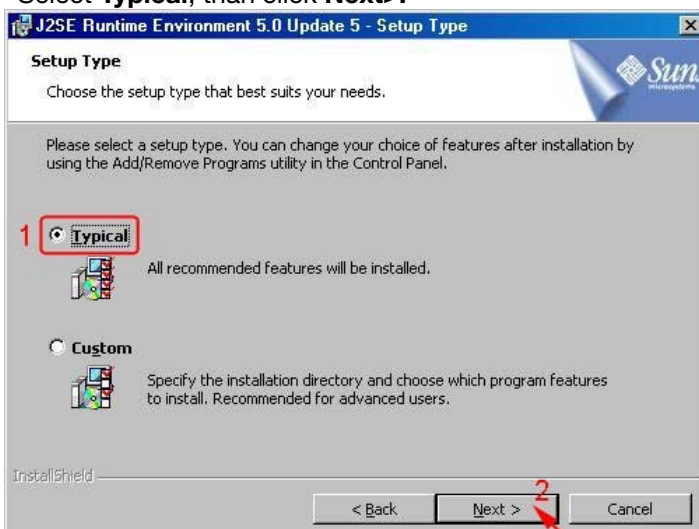 Select Typical, than click Next>.
J2SE Runtime Environment 5.0 Update 5 - Setup Type
Setup Type
Choose the setup type that best suits your needs.
Sun
microsystems
Please select a setup type. You can change your choice of features after installation by
using the Add/Remove Programs utility in the Control Panel.
1
Typical
All recommended features will be installed.
Custom
Specify the installation directory and choose which program features
to install. Recommended for advanced users.
InstallShield
2
< Back
Next >
Cancel